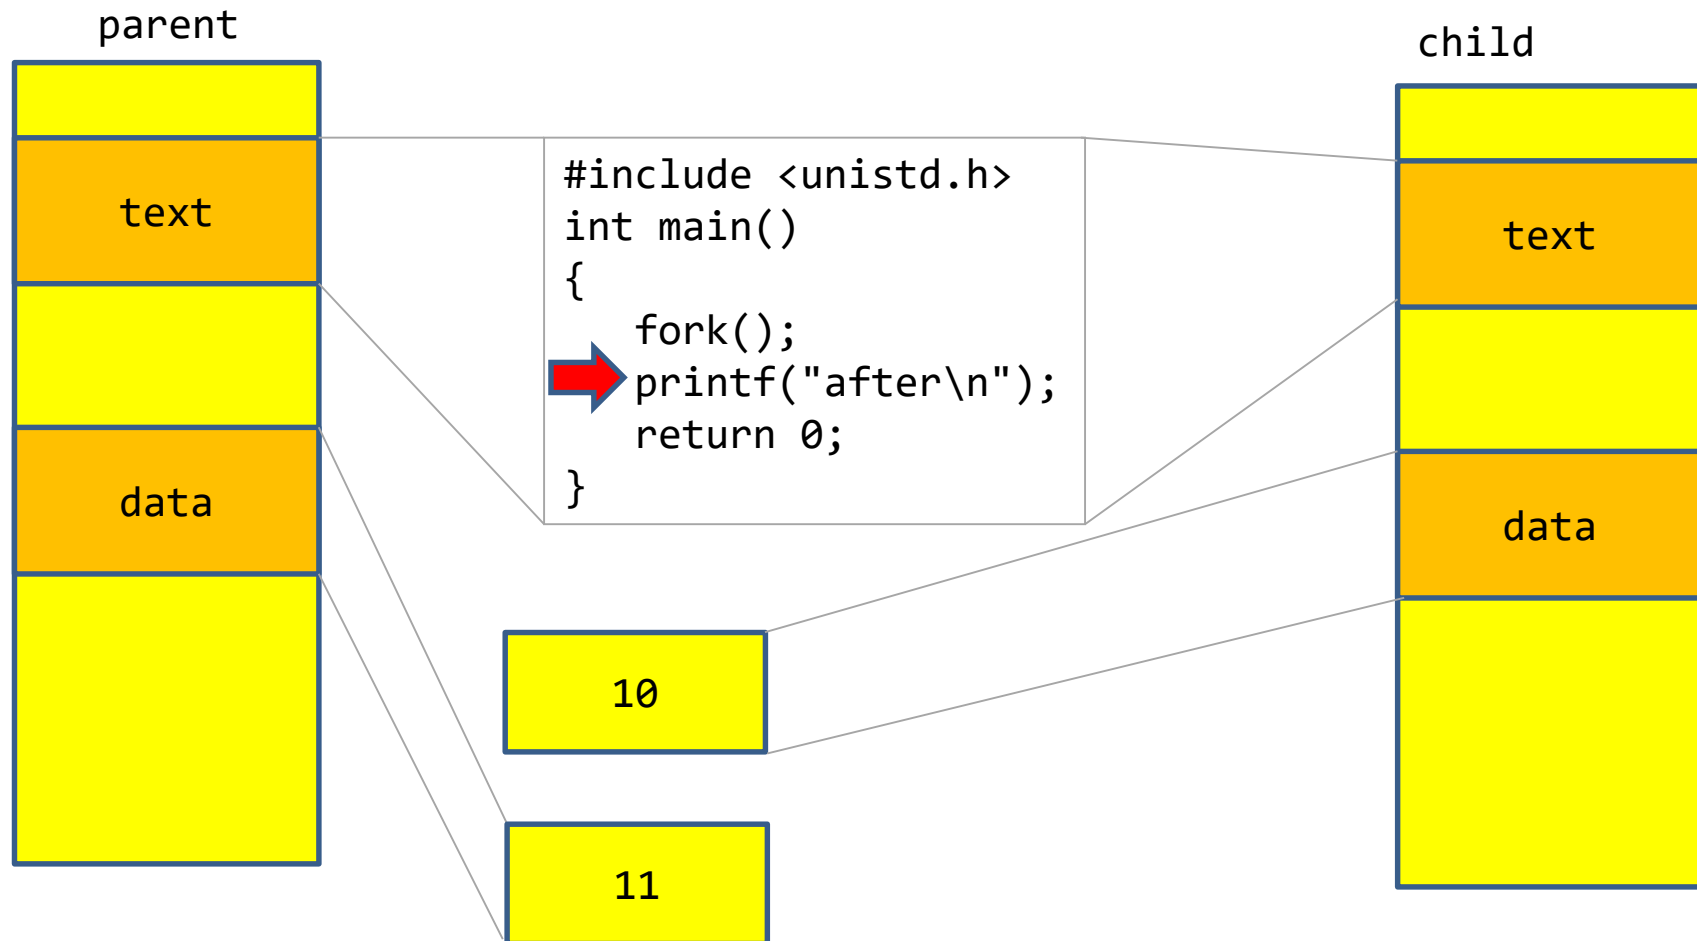 parent
text
data
#include <unistd.h>
int main()
{
   fork();
   printf("after\n");
   return 0;
}
10
11
child
text
data